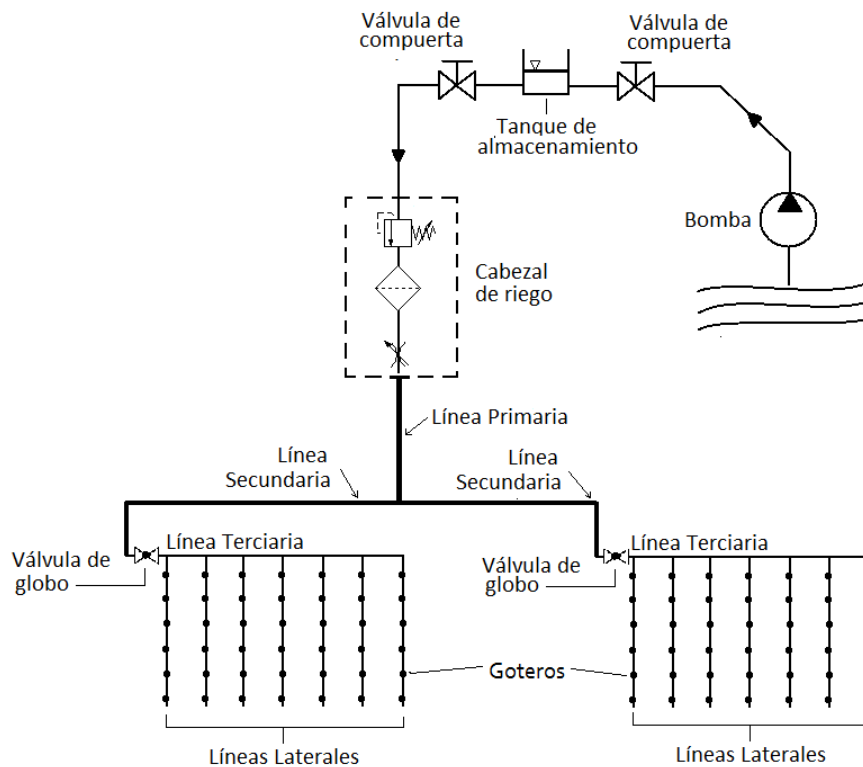 Válvula de
compuerta
Válvula de
compuerta
Tanque de
almacenamiento
Bomba
Cabezal
de riego
Línea Primaria
Línea
Secundaria
Línea
Secundaria
Línea Terciaria
Línea Terciaria
Válvula de
globo
Válvula de
globo
Goteros
Líneas Laterales
Líneas Laterales